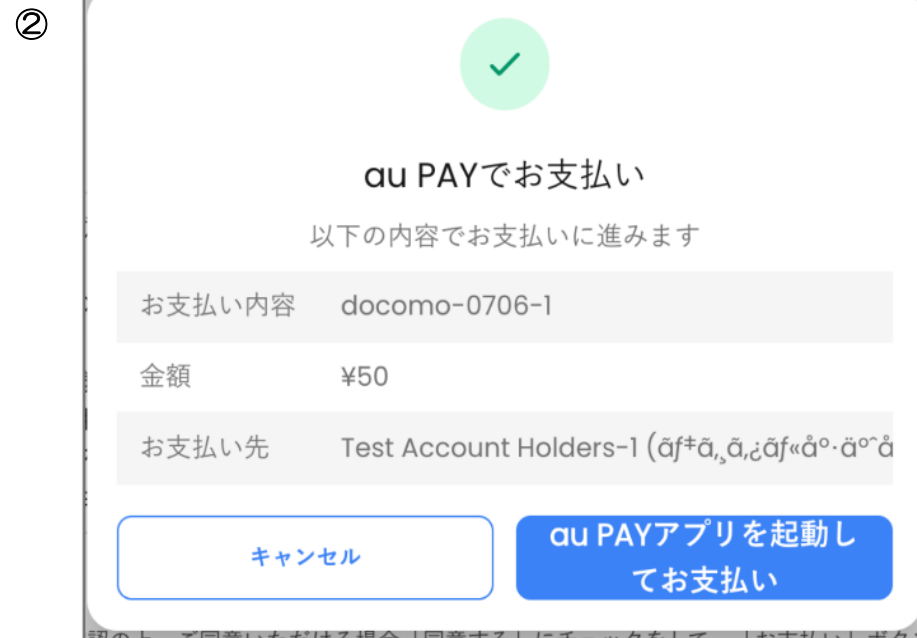 ②
au PAYでお支払い
以下の内容でお支払いに進みます
お支払い内容 docomo-0706-1
金額 ¥50
お支払い先 Test Account Holders-1 (ãƒ‡ã‚¸ã‚¿ãƒ«åº·äºˆå
キャンセル
au PAYアプリを起動し
てお支払い